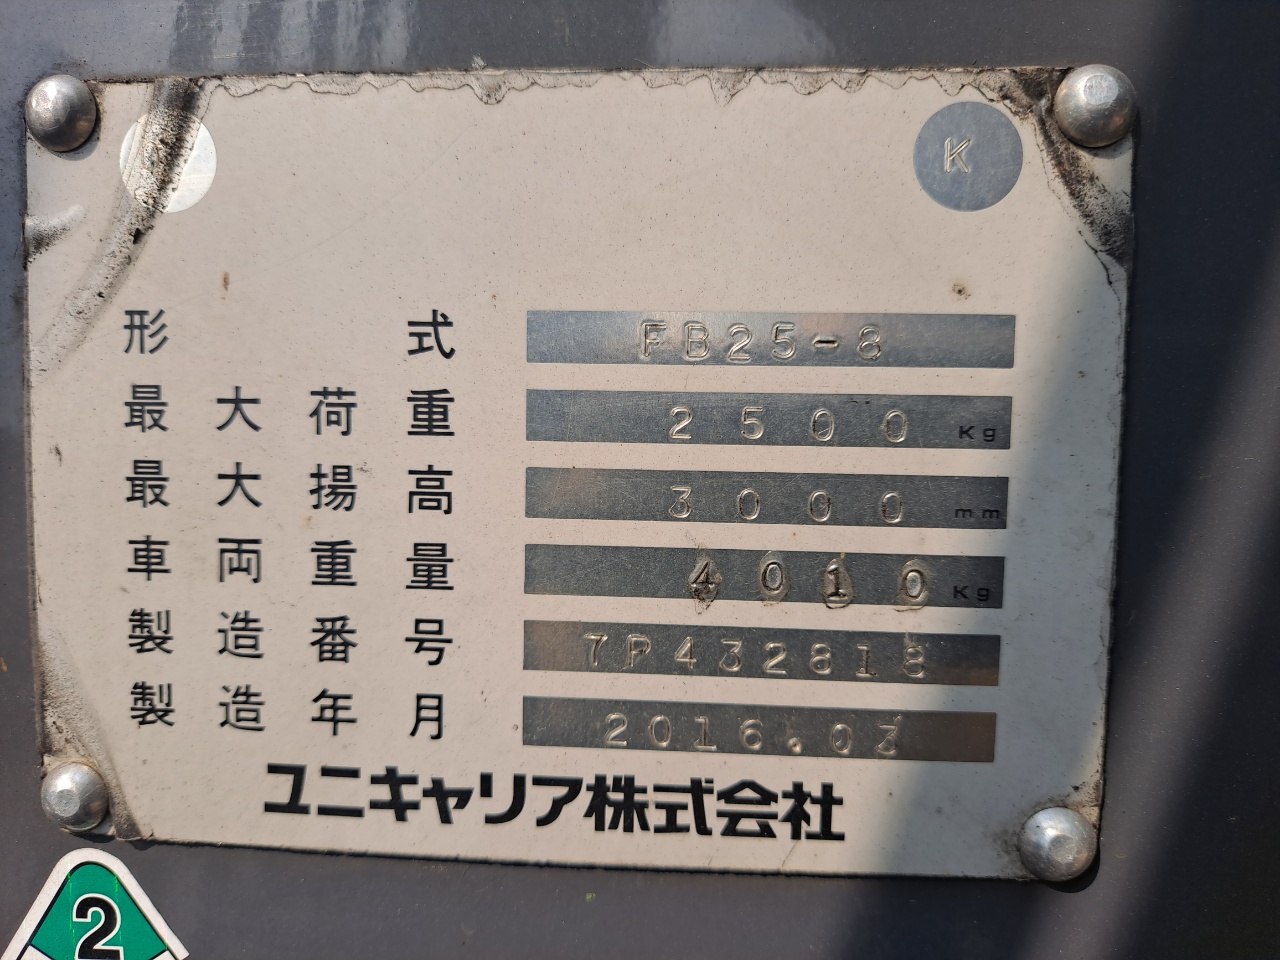 K
形式 FB25-8
最大荷重 2500 Kg
最大揚高 3000 mm
車両重量 4010 Kg
製造番号 7P432818
製造年月 2016.03
ユニキャリア株式会社
2